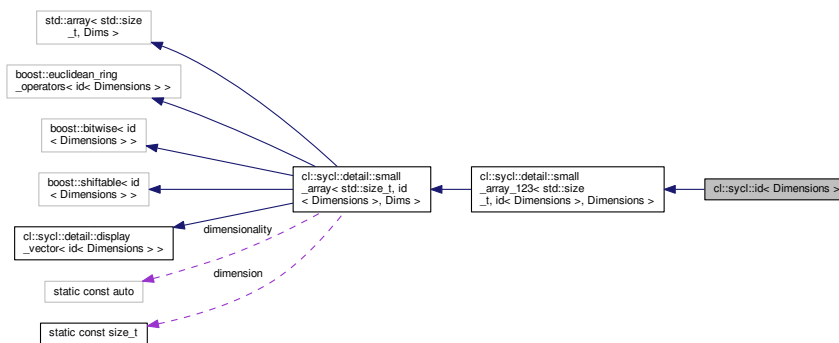 std::array< std::size
_t, Dims >
boost::euclidean_ring
_operators< id< Dimensions > >
boost::bitwise< id
< Dimensions > >
boost::shiftable< id
< Dimensions > >
cl::sycl::detail::display
_vector< id< Dimensions > >
static const auto
static const size_t
dimensionality
dimension
cl::sycl::detail::small
_array< std::size_t, id
< Dimensions >, Dims >
cl::sycl::detail::small
_array_123< std::size
_t, id< Dimensions >, Dimensions >
cl::sycl::id< Dimensions >